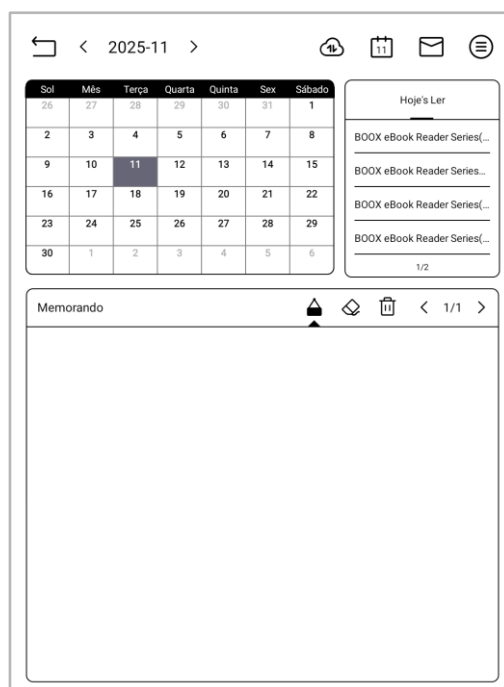 2025-11
11
Sol Mês Terça Quarta Quinta Sex Sábado
26 27 28 29 30 31 1
2 3 4 5 6 7 8
9 10 11 12 13 14 15
16 17 18 19 20 21 22
23 24 25 26 27 28 29
30 1 2 3 4 5 6
Hoje's Ler
BOOX eBook Reader Series(...
BOOX eBook Reader Series...
BOOX eBook Reader Series(...
BOOX eBook Reader Series(...
1/2
Memorando
1/1